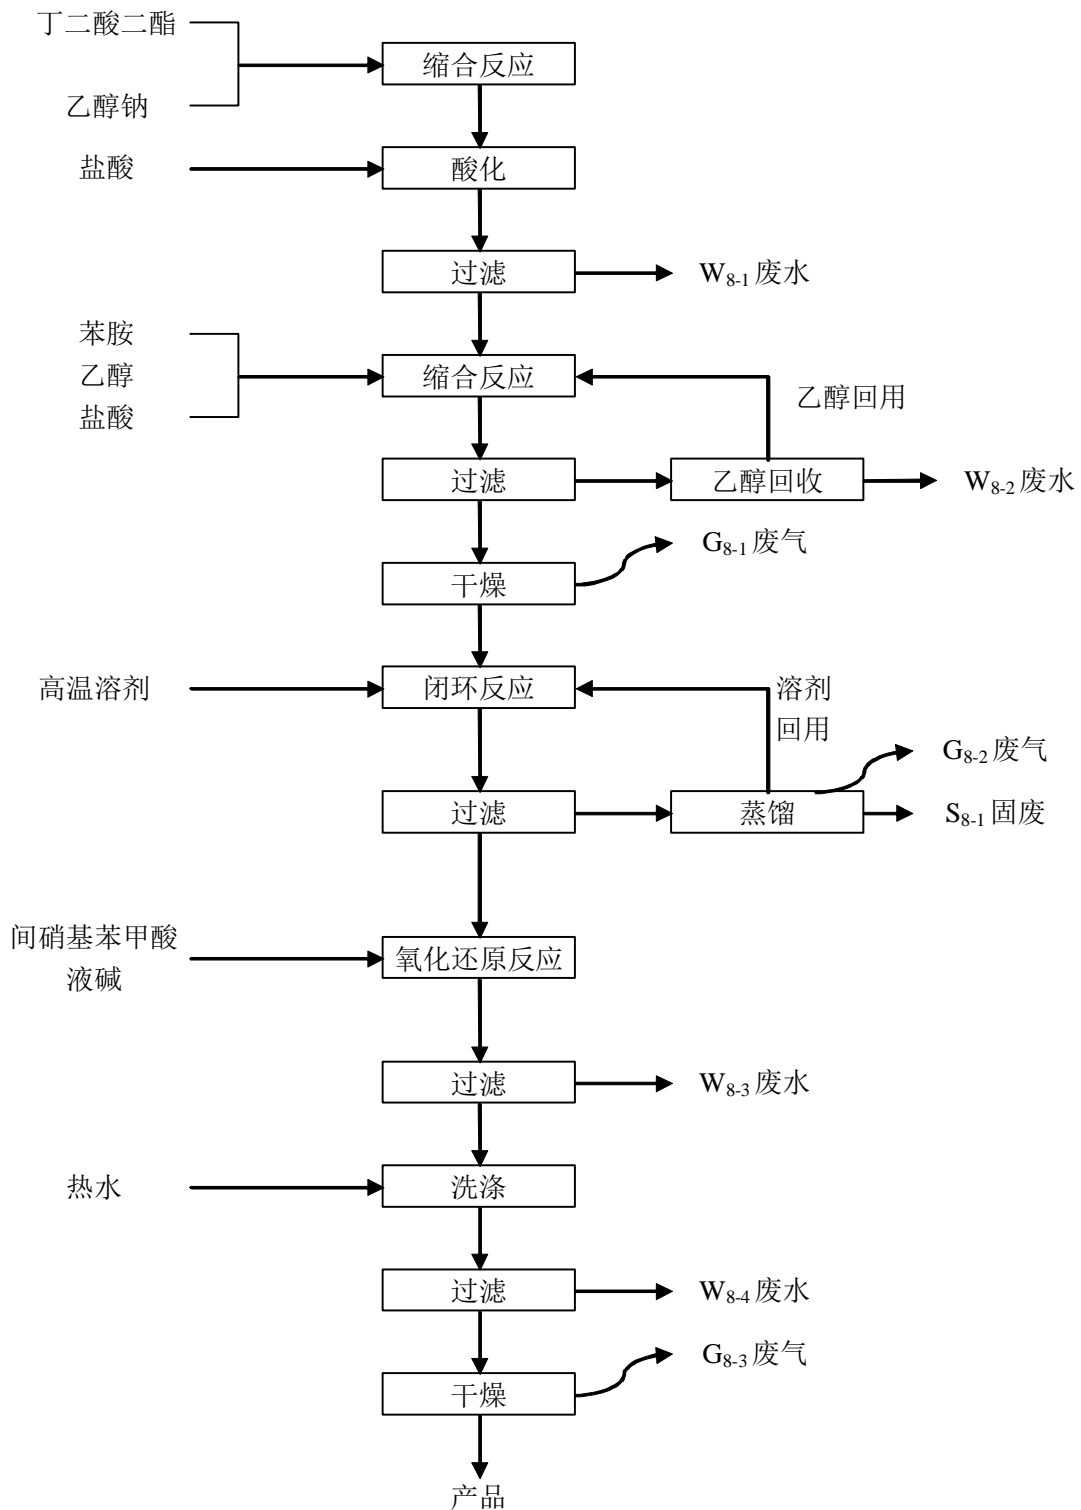 丁二酸二酯
缩合反应
乙醇钠
盐酸
酸化
过滤
W8-1废水
苯胺
乙醇
盐酸
缩合反应
乙醇回用
过滤
乙醇回收
W8-2废水
G8-1废气
干燥
高温溶剂
闭环反应
溶剂
回用
G8-2废气
过滤
蒸馏
S8-1固废
间硝基苯甲酸
液碱
氧化还原反应
过滤
W8-3废水
热水
洗涤
过滤
W8-4废水
G8-3废气
干燥
产品